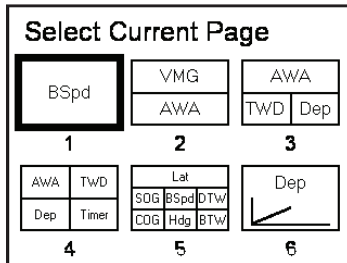 Select Current Page
BSpd
VMG
AWA
AWA
TWD Dep
1 2 3
AWA TWD
Dep Timer
Lat
SOG BSpd DTW
COG Hdg BTW
Dep
4 5 6